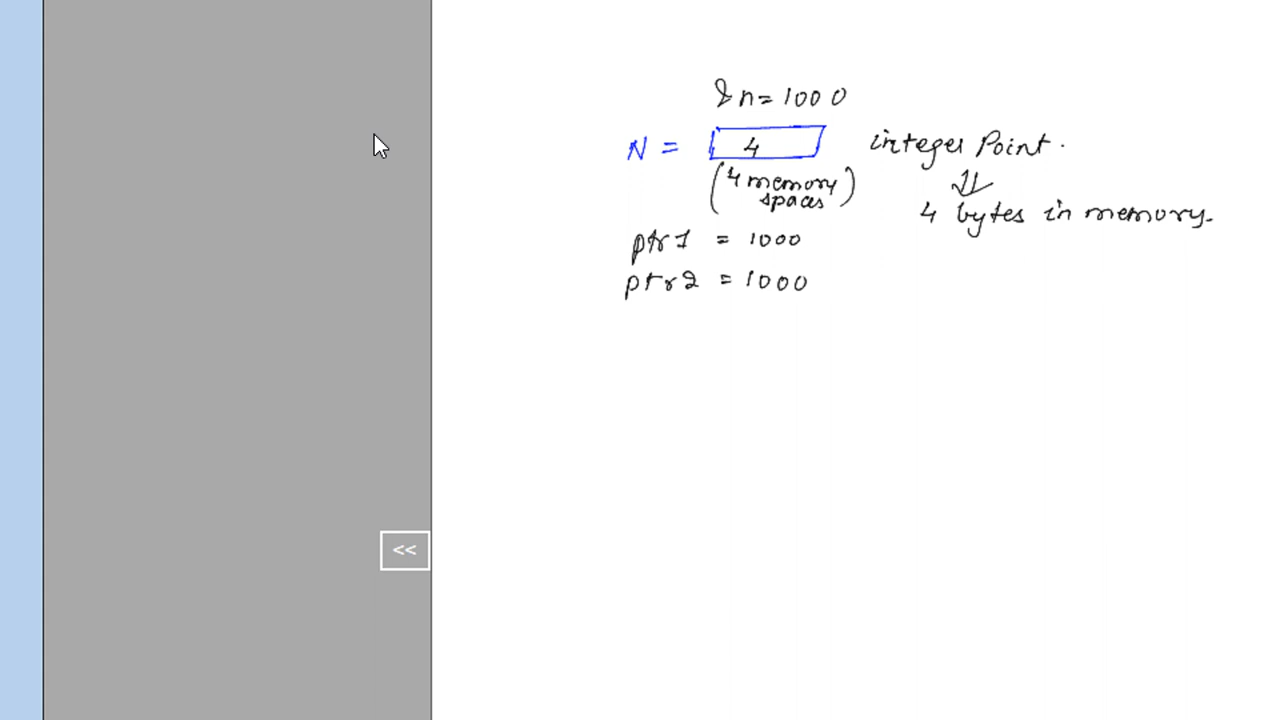 &n= 1000
N = 4 integer Point.
(4 memory spaces)
⇓
4 bytes in memory.
ptr1 = 1000
ptr2 = 1000
<<